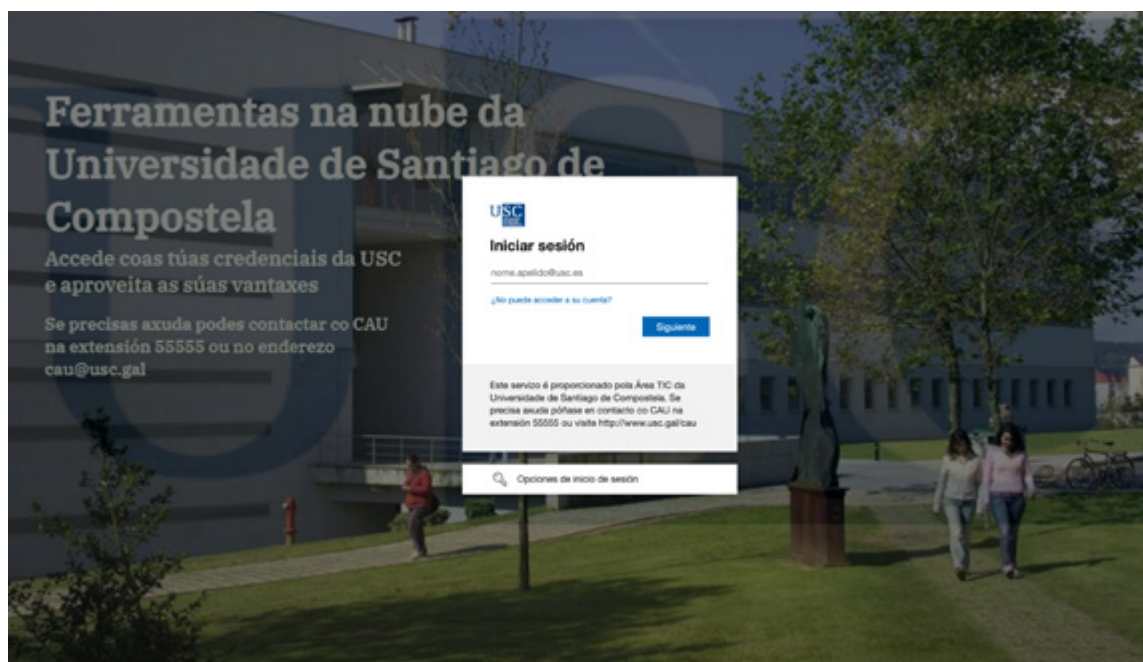 Ferramentas na nube da
Universidade de Santiago de
Compostela
Accede coas túas credenciais da USC
e aproveita as súas vantaxes
Se precisas axuda podes contactar co CAU
na extensión 55555 ou no enderezo
cau@usc.gal
USC
Iniciar sesión
nome.apelido@usc.es
¿No puede acceder a su cuenta?
Siguiente
Este servizo é proporcionado pola Área TIC da
Universidade de Santiago de Compostela. Se
precisa axuda póñase en contacto co CAU na
extensión 55555 ou visite http://www.usc.gal/cau
Opciones de inicio de sesión